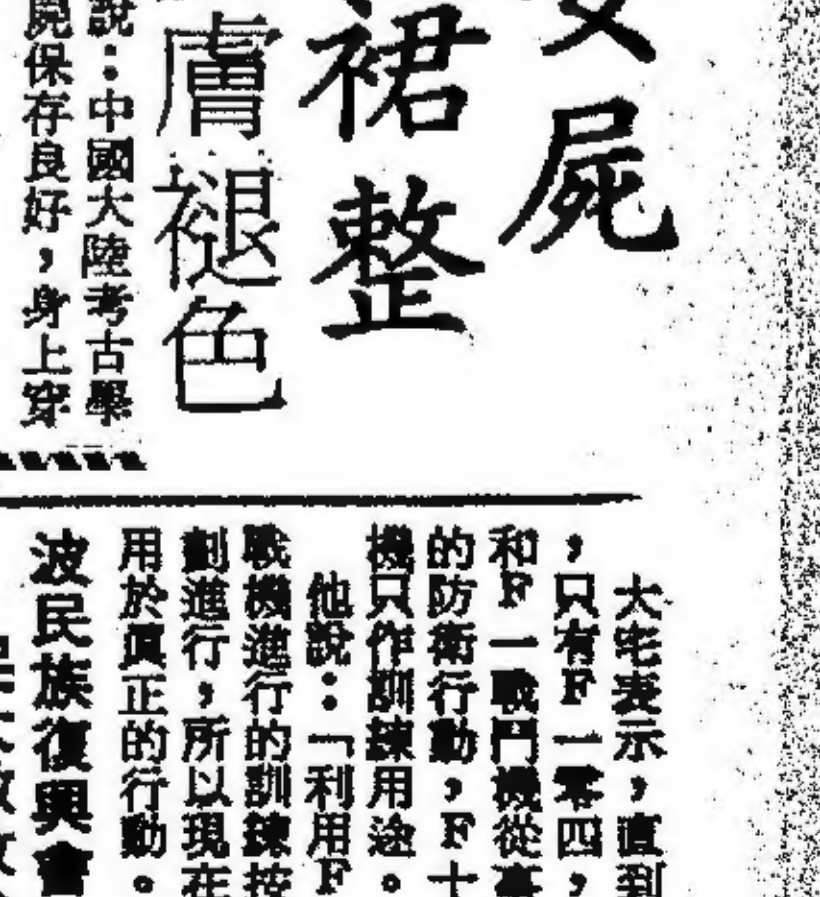 屍
裙整
膚褪色
說：中國大陸考古學
屍保存良好，身上穿
大宅表示，直到
，只有F一零四，
和F一戰鬥機從事
的防衛行動，F十
機只作訓練用途。
他說：「利用F
戰機進行的訓練按
劃進行，所以現在
用於眞正的行動。
波民族復興會